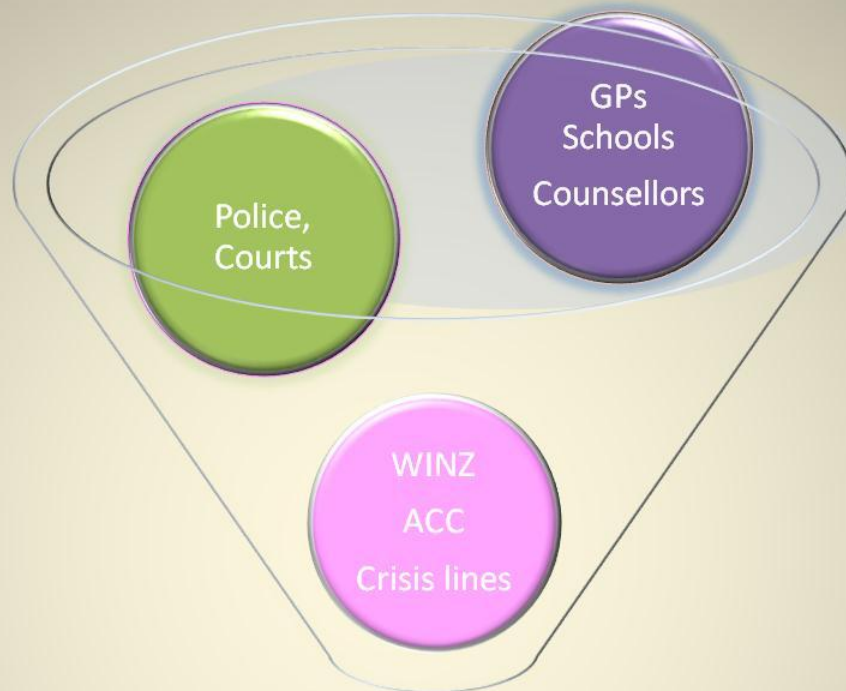 GPs
Schools
Counsellors
Police,
Courts
WINZ
ACC
Crisis lines